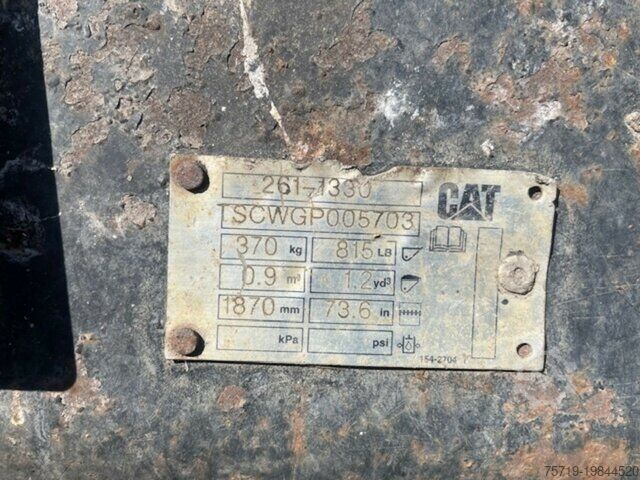 261-1330
CAT
TSCWGP005703
370 kg 815 LB
0.9 m³ 1.2 yd³
1870 mm 73.6 in
kPa psi
154-2704
75719-19844520